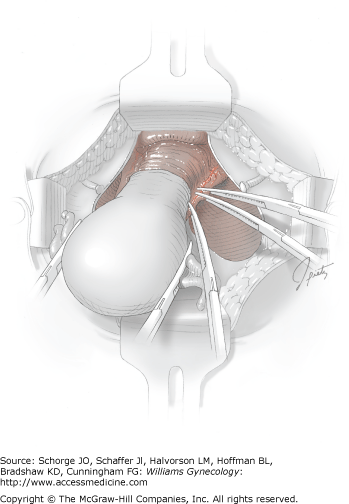 Source: Schorge JO, Schaffer JI, Halvorson LM, Hoffman BL,
Bradshaw KD, Cunningham FG: Williams Gynecology:
http://www.accessmedicine.com
Copyright © The McGraw-Hill Companies, Inc. All rights reserved.